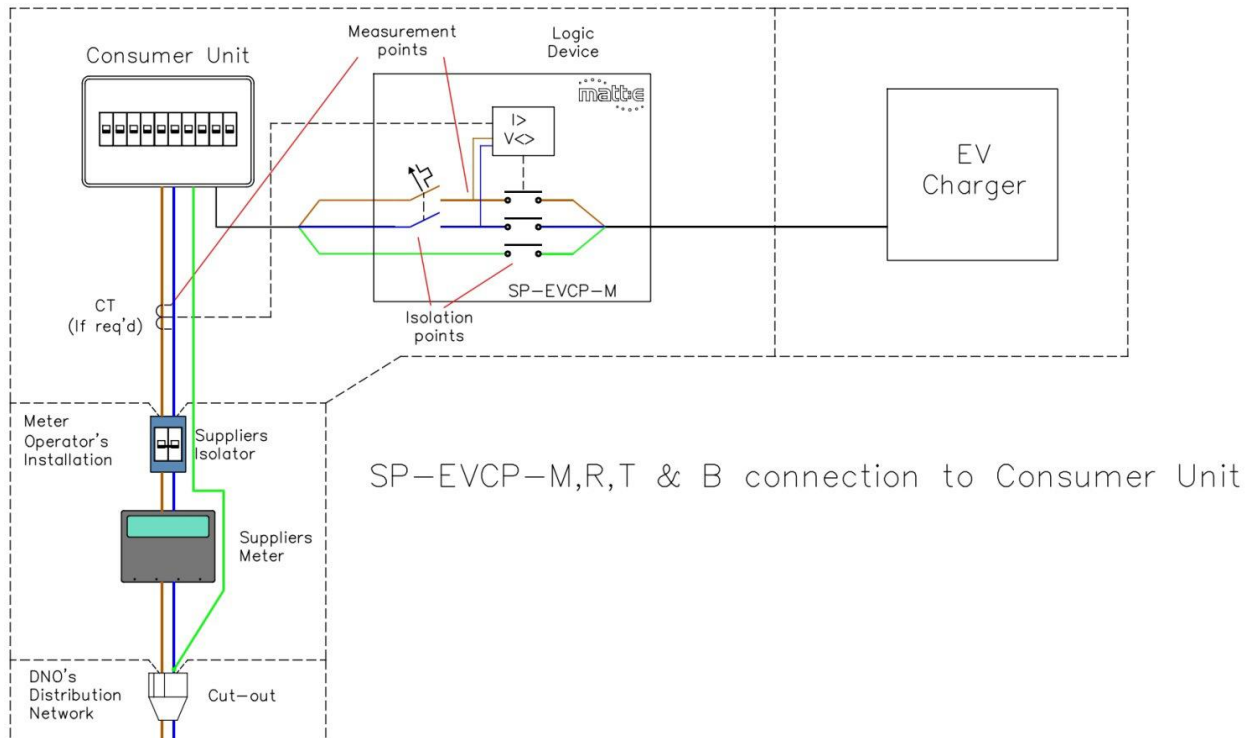 Consumer Unit
Measurement
points
Logic
Device
matt:e
I>
V<>
EV
Charger
SP-EVCP-M
CT
(If req'd)
Isolation
points
Meter
Operator's
Installation
Suppliers
Isolator
SP-EVCP-M,R,T & B connection to Consumer Unit
Suppliers
Meter
DNO's
Distribution
Network
Cut-out